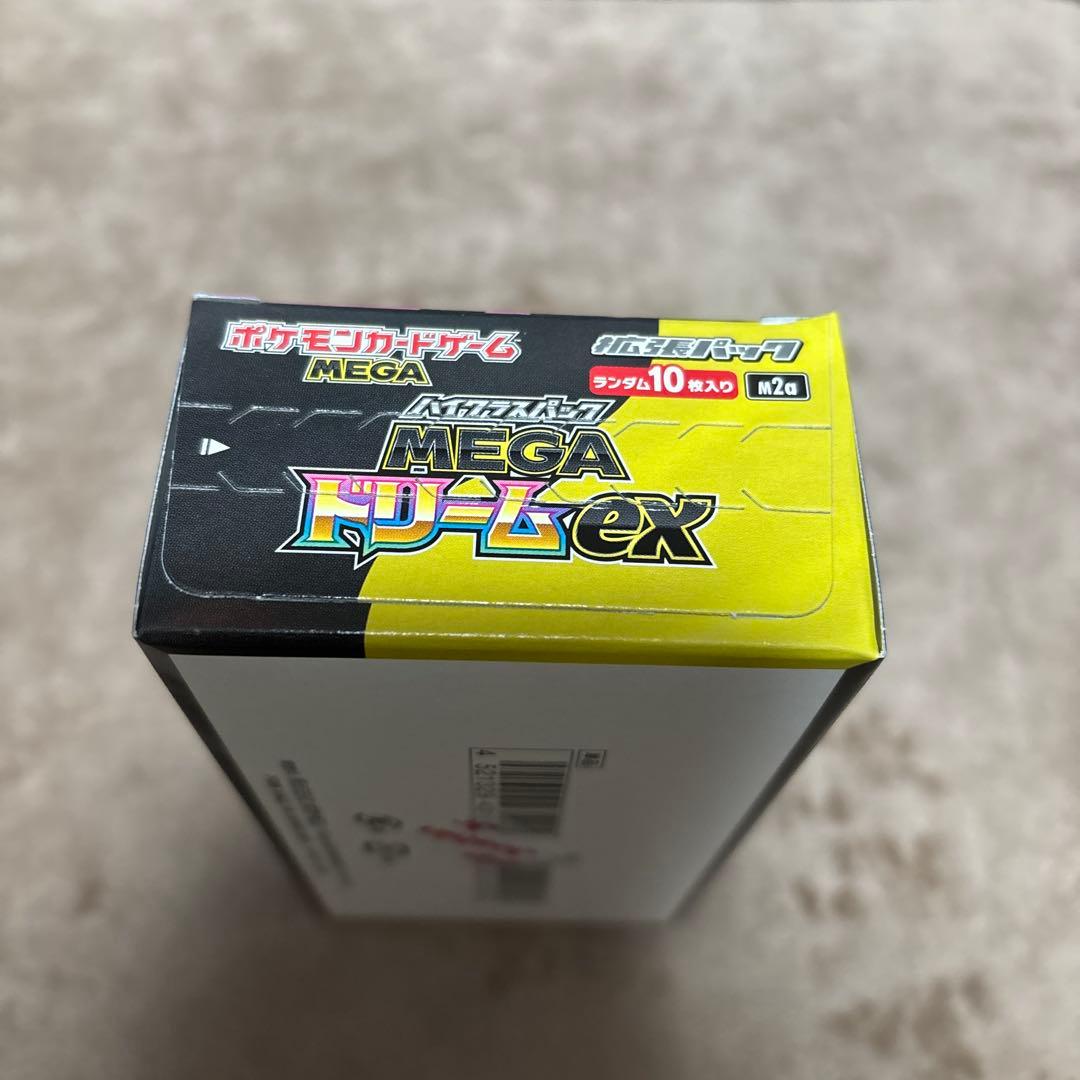 ポケモンカードゲーム
MEGA
拡張パック
ランダム10枚入り
M2a
ハイクラスパック
MEGA
ドリームex
4 521329